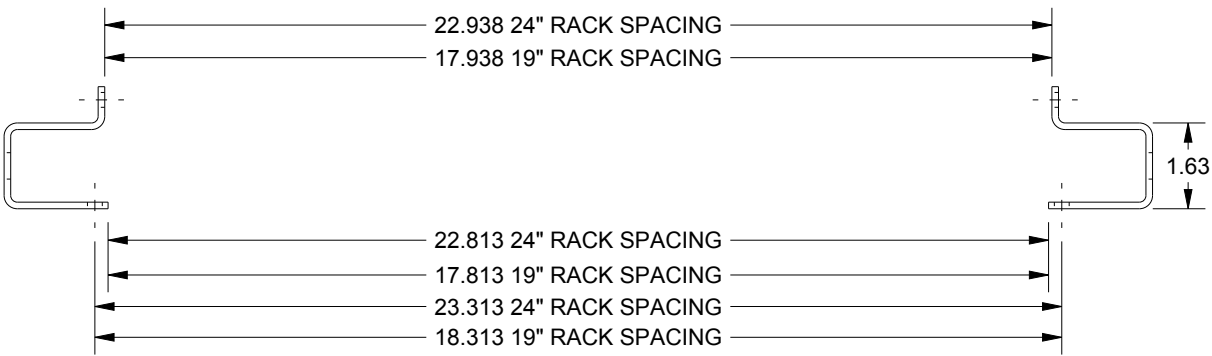 22.938 24" RACK SPACING
17.938 19" RACK SPACING
1.63
22.813 24" RACK SPACING
17.813 19" RACK SPACING
23.313 24" RACK SPACING
18.313 19" RACK SPACING